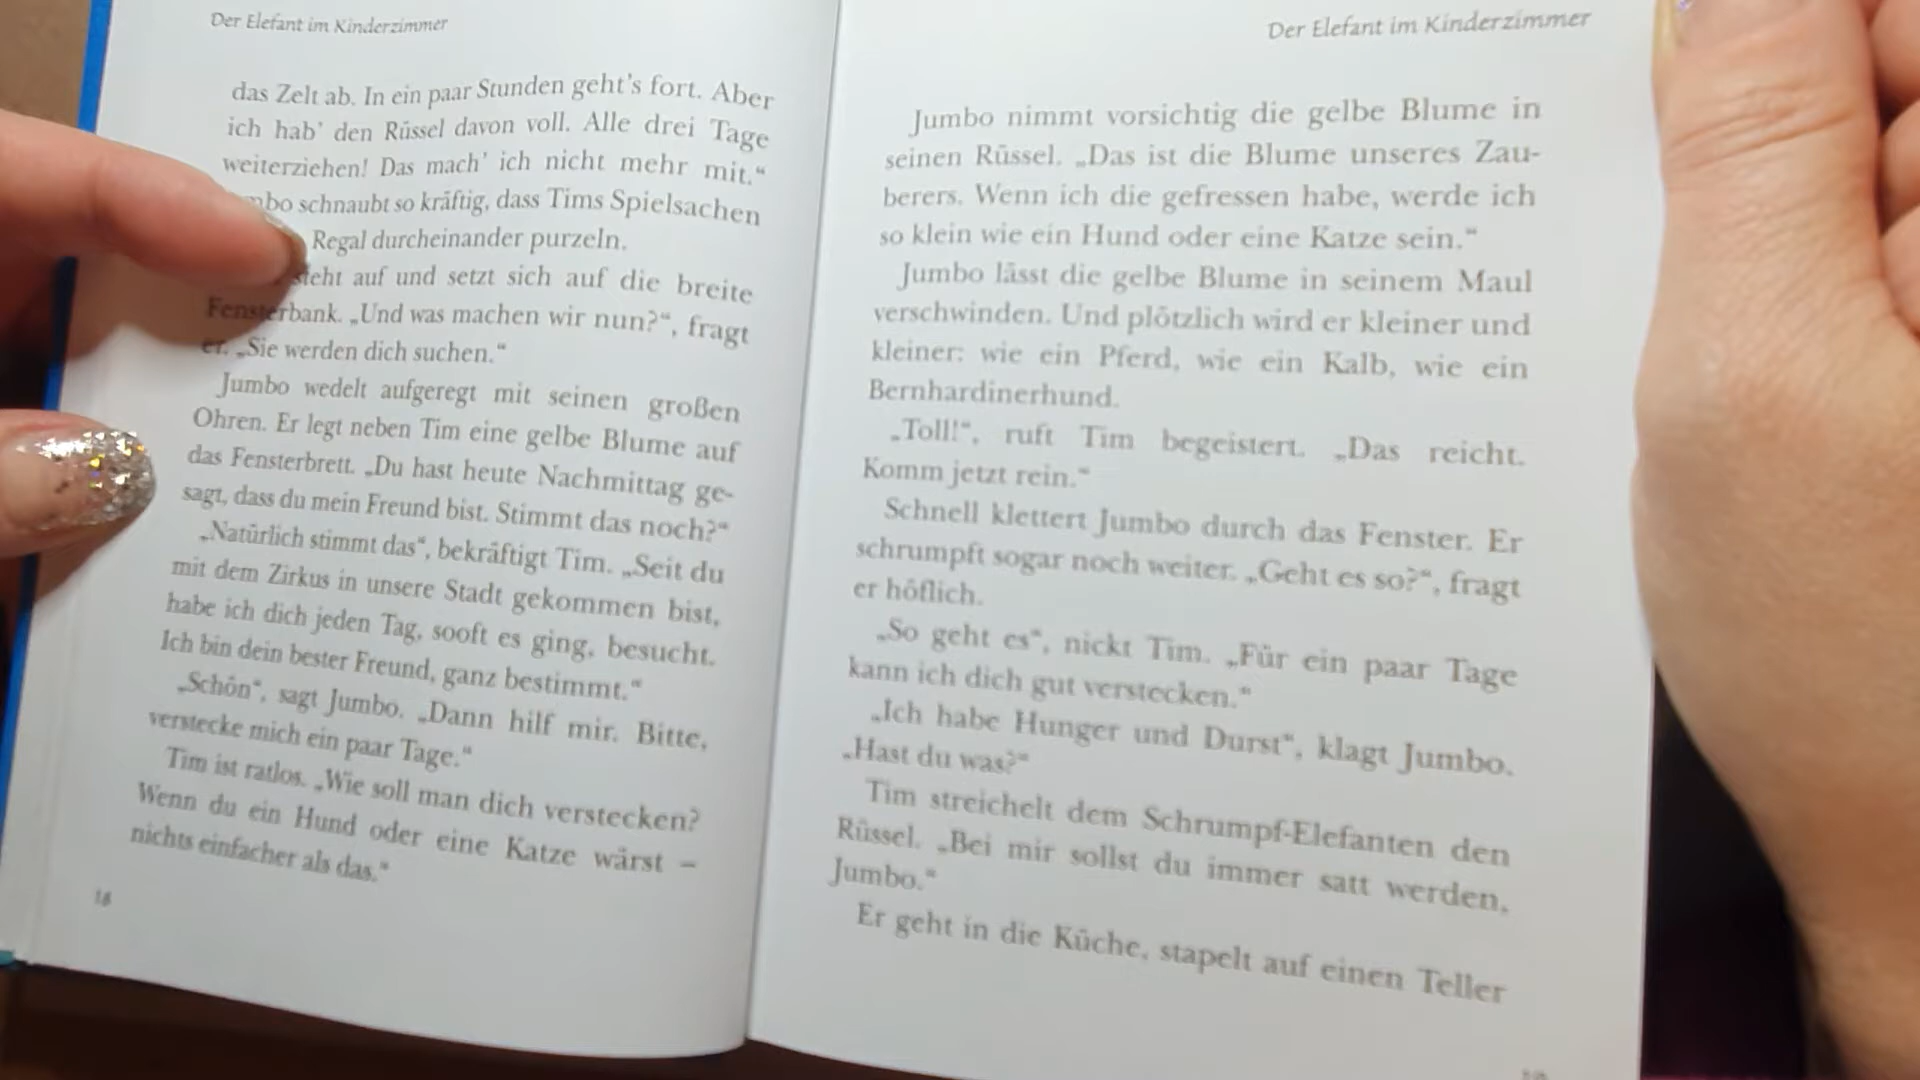 Der Elefant im Kinderzimmer
das Zelt ab. In ein paar Stunden geht's fort. Aber
ich hab' den Rüssel davon voll. Alle drei Tage
weiterziehen! Das mach' ich nicht mehr mit.“
schnaubt so kräftig, dass Tims Spielsachen
Regal durcheinander purzeln.
steht auf und setzt sich auf die breite
Fensterbank. „Und was machen wir nun?“, fragt
er. „Sie werden dich suchen.“
Jumbo wedelt aufgeregt mit seinen großen
Ohren. Er legt neben Tim eine gelbe Blume auf
das Fensterbrett. „Du hast heute Nachmittag ge-
sagt, dass du mein Freund bist. Stimmt das noch?“
„Natürlich stimmt das“, bekräftigt Tim. „Seit du
mit dem Zirkus in unsere Stadt gekommen bist,
habe ich dich jeden Tag, sooft es ging, besucht.
Ich bin dein bester Freund, ganz bestimmt.“
„Schön“, sagt Jumbo. „Dann hilf mir. Bitte,
verstecke mich ein paar Tage.“
Tim ist ratlos. „Wie soll man dich verstecken?
Wenn du ein Hund oder eine Katze wärst –
nichts einfacher als das.“
18
Der Elefant im Kinderzimmer
Jumbo nimmt vorsichtig die gelbe Blume in
seinen Rüssel. „Das ist die Blume unseres Zau-
berers. Wenn ich die gefressen habe, werde ich
so klein wie ein Hund oder eine Katze sein.“
Jumbo lässt die gelbe Blume in seinem Maul
verschwinden. Und plötzlich wird er kleiner und
kleiner: wie ein Pferd, wie ein Kalb, wie ein
Bernhardinerhund.
„Toll!“, ruft Tim begeistert. „Das reicht.
Komm jetzt rein.“
Schnell klettert Jumbo durch das Fenster. Er
schrumpft sogar noch weiter. „Geht es so?“, fragt
er höflich.
„So geht es“, nickt Tim. „Für ein paar Tage
kann ich dich gut verstecken.“
„Ich habe Hunger und Durst“, klagt Jumbo.
„Hast du was?“
Tim streichelt dem Schrumpf-Elefanten den
Rüssel. „Bei mir sollst du immer satt werden,
Jumbo.“
Er geht in die Küche, stapelt auf einen Teller